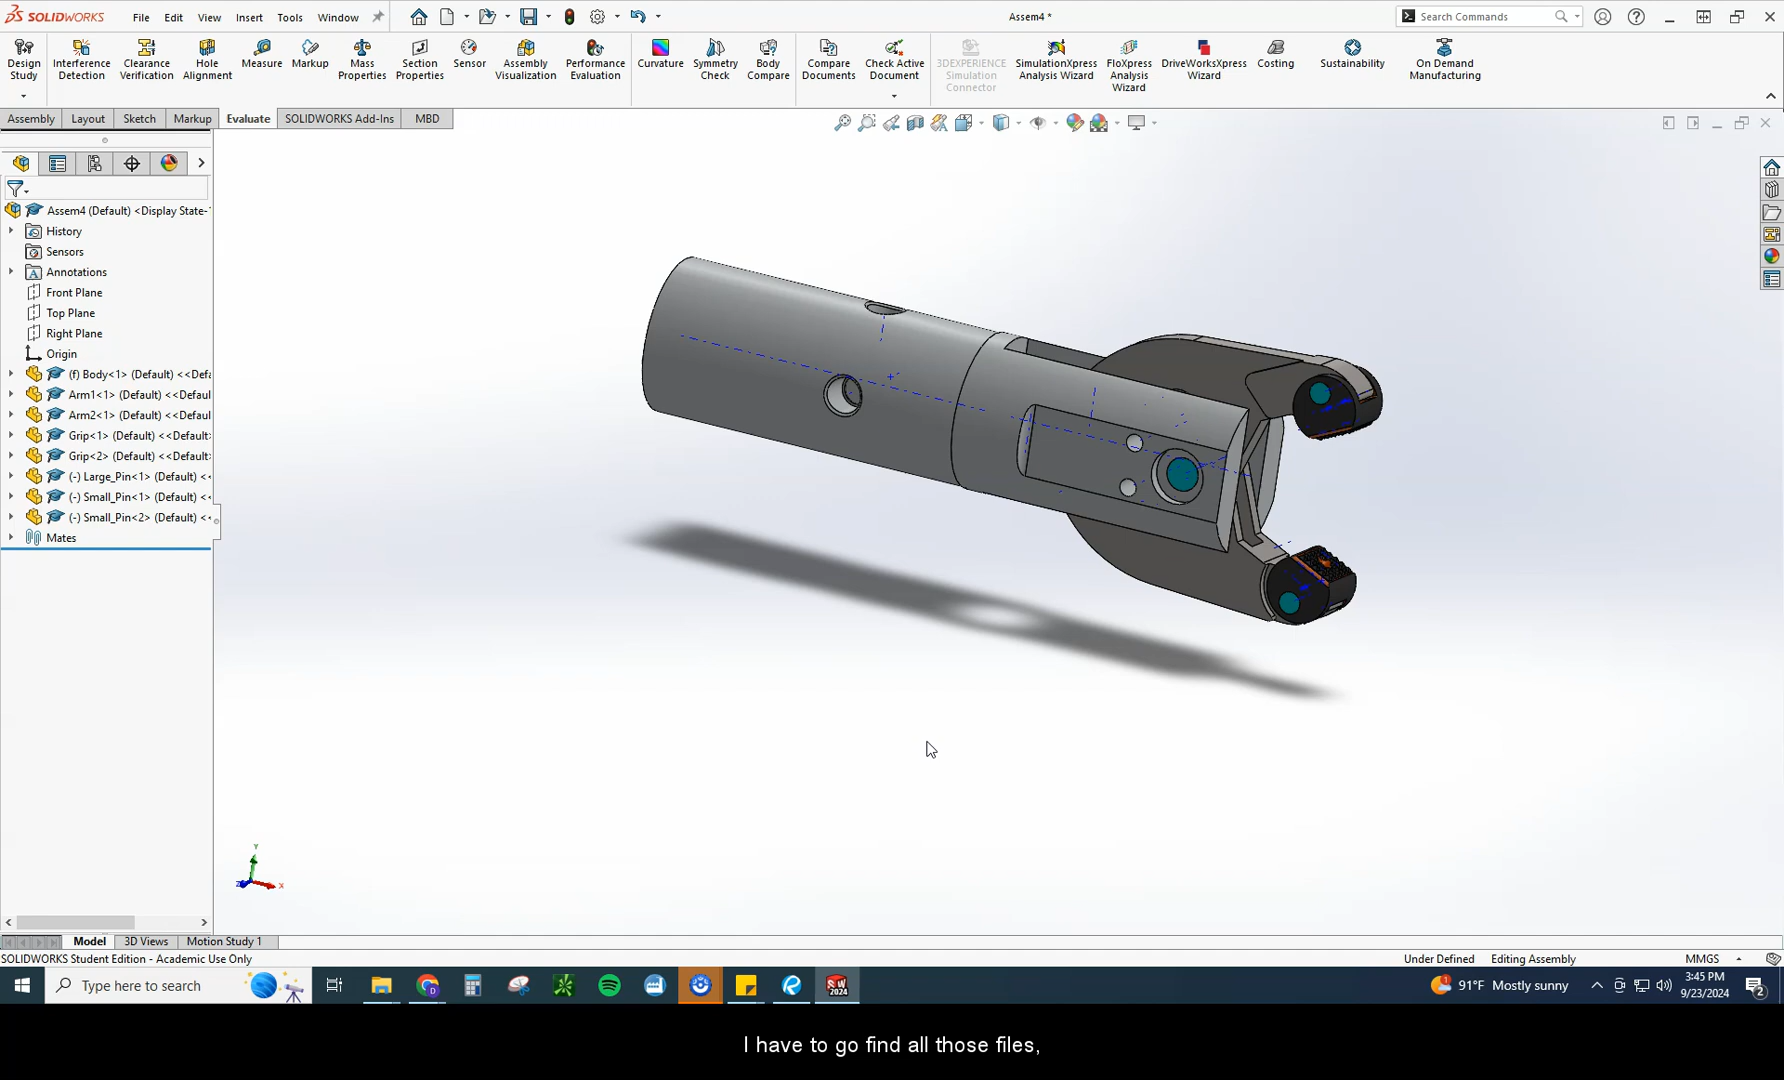 SOLIDWORKS
File
Edit
View
Insert
Tools
Window
Assem4 *
Search Commands
Design Study
Interference Detection
Clearance Verification
Hole Alignment
Measure
Markup
Mass Properties
Section Properties
Sensor
Assembly Visualization
Performance Evaluation
Curvature
Symmetry Check
Body Compare
Compare Documents
Check Active Document
3DEXPERIENCE Simulation Connector
SimulationXpress Analysis Wizard
FloXpress Analysis Wizard
DriveWorksXpress Wizard
Costing
Sustainability
On Demand Manufacturing
Assembly
Layout
Sketch
Markup
Evaluate
SOLIDWORKS Add-Ins
MBD
Assem4 (Default) <Display State-
History
Sensors
Annotations
Front Plane
Top Plane
Right Plane
Origin
(f) Body<1> (Default) <<Defa
Arm1<1> (Default) <<Defaul
Arm2<1> (Default) <<Defaul
Grip<1> (Default) <<Default>
Grip<2> (Default) <<Default>
(-) Large_Pin<1> (Default) <<
(-) Small_Pin<1> (Default) <<
(-) Small_Pin<2> (Default) <<
Mates
Y
Z
X
Model
3D Views
Motion Study 1
SOLIDWORKS Student Edition - Academic Use Only
Under Defined
Editing Assembly
MMGS
Type here to search
SW
2024
91°F Mostly sunny
3:45 PM
9/23/2024
2
I have to go find all those files,